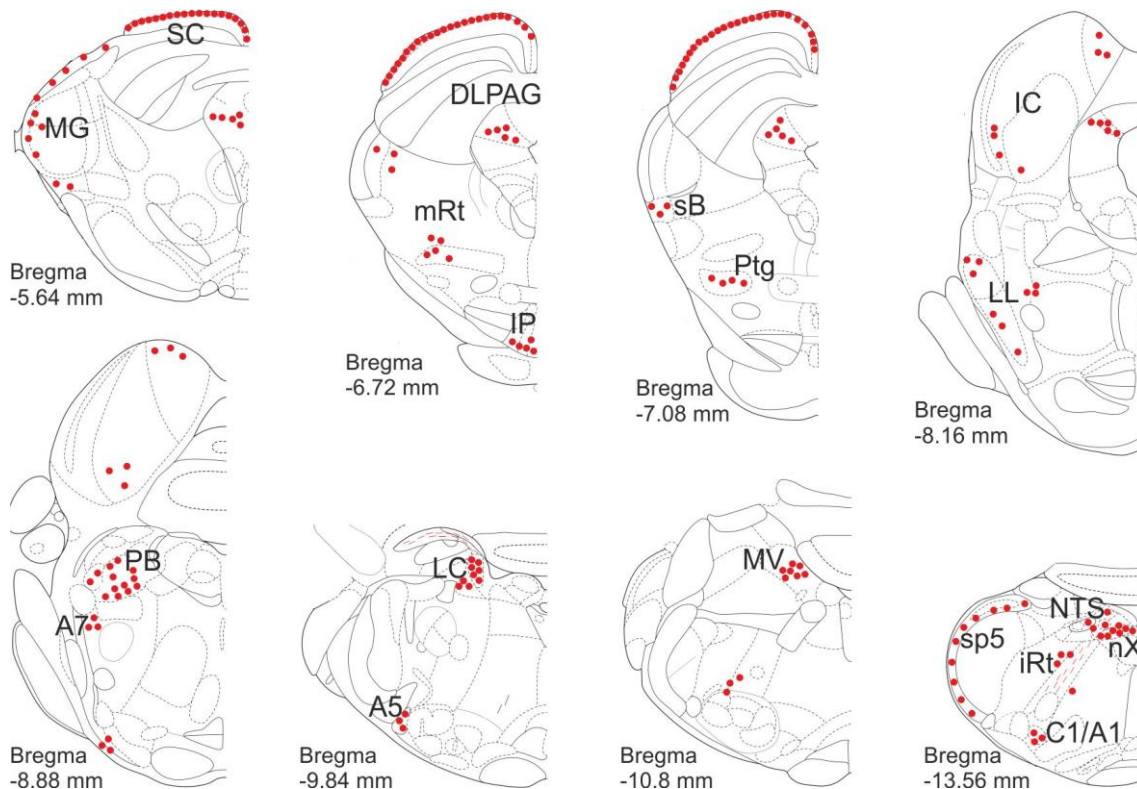 SC
MG
Bregma
-5.64 mm
DLPAG
mRt
IP
Bregma
-6.72 mm
sB
Ptg
Bregma
-7.08 mm
IC
LL
Bregma
-8.16 mm
PB
A7
Bregma
-8.88 mm
LC
A5
Bregma
-9.84 mm
MV
Bregma
-10.8 mm
NTS
sp5
nX
iRt
C1/A1
Bregma
-13.56 mm